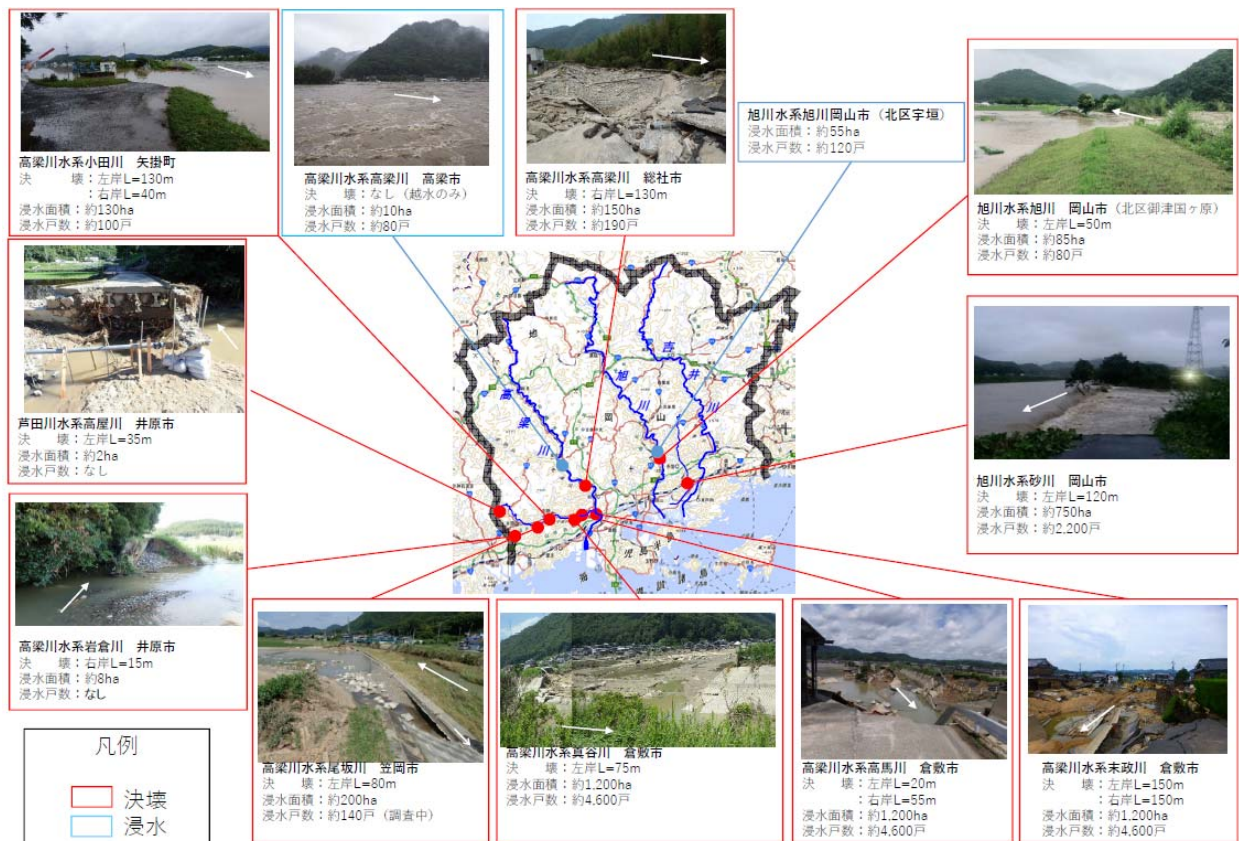 高梁川水系小田川　矢掛町
決　　壊：左岸L=130m
：右岸L=40m
浸水面積：約130ha
浸水戸数：約100戸
高梁川水系高梁川　高梁市
決　　壊：なし（越水のみ）
浸水面積：約10ha
浸水戸数：約80戸
高梁川水系高梁川　総社市
決　　壊：右岸L=130m
浸水面積：約150ha
浸水戸数：約190戸
旭川水系旭川岡山市（北区宇垣）
浸水面積：約55ha
浸水戸数：約120戸
旭川水系旭川　岡山市（北区御津国ヶ原）
決　　壊：左岸L=50m
浸水面積：約85ha
浸水戸数：約80戸
芦田川水系高屋川　井原市
決　　壊：左岸L=35m
浸水面積：約2ha
浸水戸数：なし
高梁川
旭川
吉井川
岡山
旭川水系砂川　岡山市
決　　壊：左岸L=120m
浸水面積：約750ha
浸水戸数：約2,200戸
高梁川水系岩倉川　井原市
決　　壊：右岸L=15m
浸水面積：約8ha
浸水戸数：なし
高梁川水系尾坂川　笠岡市
決　　壊：左岸L=80m
浸水面積：約200ha
浸水戸数：約140戸（調査中）
高梁川水系真谷川　倉敷市
決　　壊：左岸L=75m
浸水面積：約1,200ha
浸水戸数：約4,600戸
高梁川水系高馬川　倉敷市
決　　壊：左岸L=20m
：右岸L=55m
浸水面積：約1,200ha
浸水戸数：約4,600戸
高梁川水系末政川　倉敷市
決　　壊：左岸L=150m
：右岸L=150m
浸水面積：約1,200ha
浸水戸数：約4,600戸
凡例
決壊
浸水